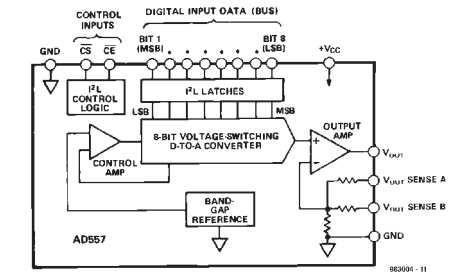 CONTROL INPUTS
DIGITAL INPUT DATA (BUS)
GND
CS
CE
BIT 1 (MSB)
BIT 8 (LSB)
+VCC
I²L CONTROL LOGIC
I²L LATCHES
LSB
MSB
8-BIT VOLTAGE-SWITCHING D-TO-A CONVERTER
CONTROL AMP
OUTPUT AMP
+
−
VOUT
VOUT SENSE A
VOUT SENSE B
BAND-GAP REFERENCE
GND
AD557